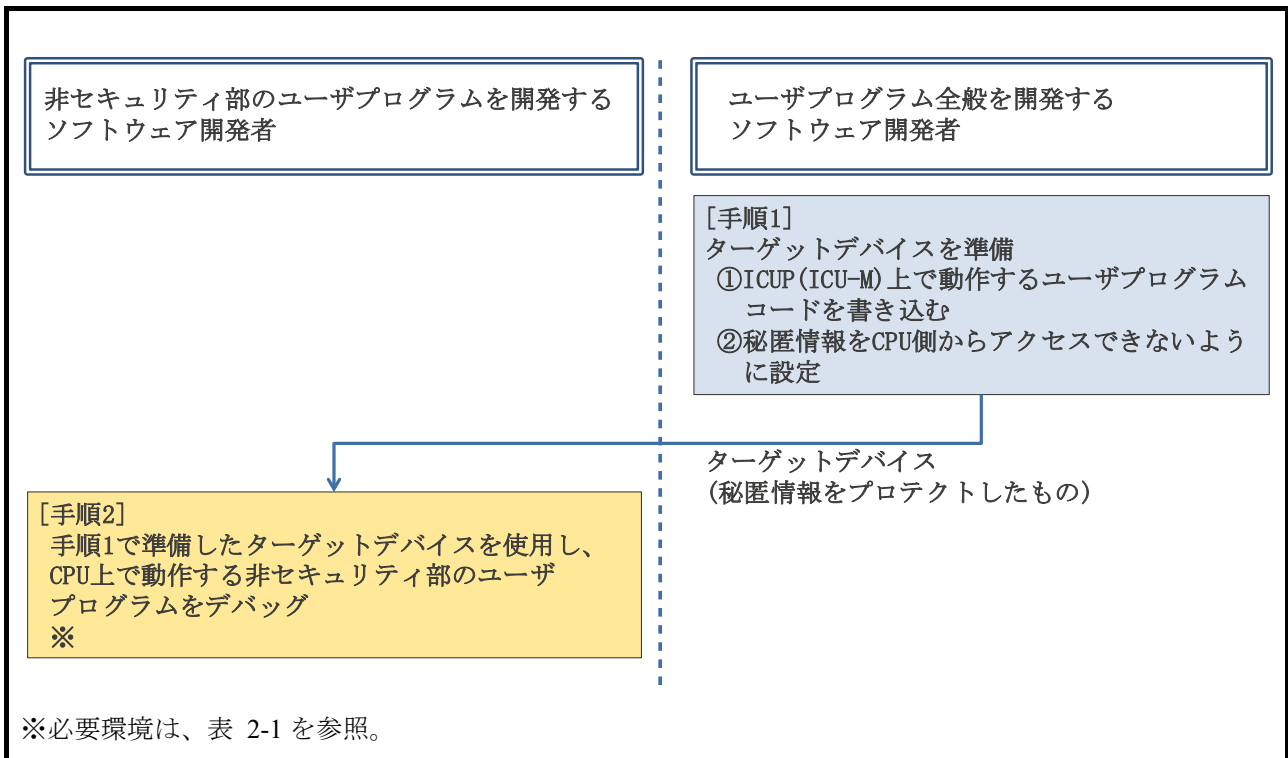 非セキュリティ部のユーザプログラムを開発する
ソフトウェア開発者
ユーザプログラム全般を開発する
ソフトウェア開発者
[手順1]
ターゲットデバイスを準備
①ICUP(ICU-M)上で動作するユーザプログラム
コードを書き込む
②秘匿情報をCPU側からアクセスできないよう
に設定
ターゲットデバイス
(秘匿情報をプロテクトしたもの)
[手順2]
手順1で準備したターゲットデバイスを使用し、
CPU上で動作する非セキュリティ部のユーザ
プログラムをデバッグ
※
※必要環境は、表 2-1 を参照。